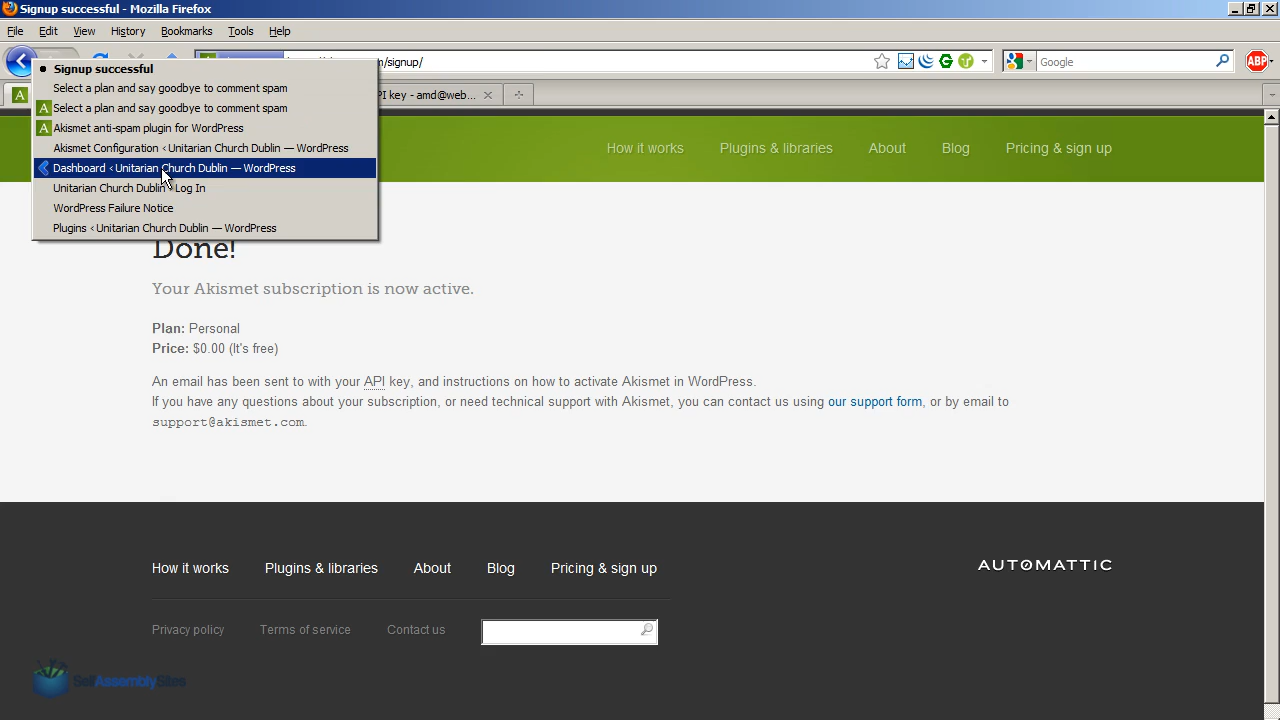 Signup successful - Mozilla Firefox
File Edit View History Bookmarks Tools Help
m/signup/
Google
ABP
PI key - amd@web...
Signup successful
Select a plan and say goodbye to comment spam
Select a plan and say goodbye to comment spam
Akismet anti-spam plugin for WordPress
Akismet Configuration ‹ Unitarian Church Dublin — WordPress
Dashboard ‹ Unitarian Church Dublin — WordPress
Unitarian Church Dublin › Log In
WordPress Failure Notice
Plugins ‹ Unitarian Church Dublin — WordPress
How it works Plugins & libraries About Blog Pricing & sign up
Done!
Your Akismet subscription is now active.
Plan: Personal
Price: $0.00 (It's free)
An email has been sent to with your API key, and instructions on how to activate Akismet in WordPress.
If you have any questions about your subscription, or need technical support with Akismet, you can contact us using our support form, or by email to
support@akismet.com.
How it works Plugins & libraries About Blog Pricing & sign up
AUTOMATTIC
Privacy policy Terms of service Contact us
SelfAssemblySites